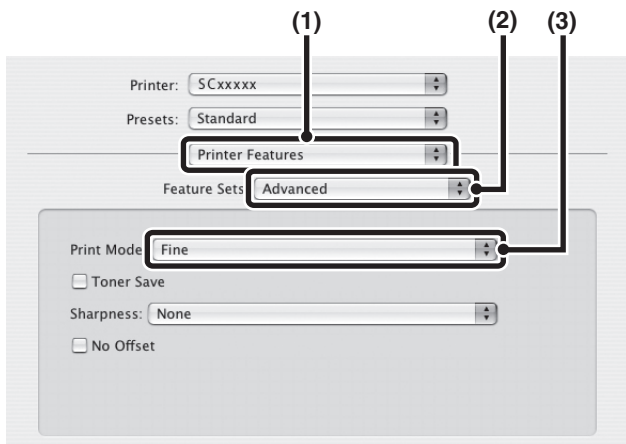 (1) (2) (3)
Printer: SCxxxxx
Presets: Standard
Printer Features
Feature Sets Advanced
Print Mode Fine
Toner Save
Sharpness: None
No Offset